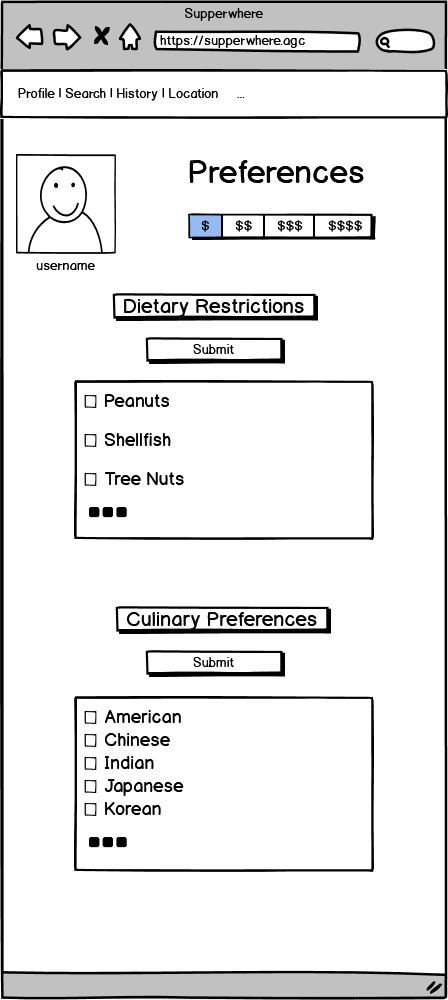 Supperwhere
https://supperwhere.agc
Profile | Search | History | Location ...
Preferences
$ $$ $$$ $$$$
username
Dietary Restrictions
Submit
Peanuts
Shellfish
Tree Nuts
Culinary Preferences
Submit
American
Chinese
Indian
Japanese
Korean